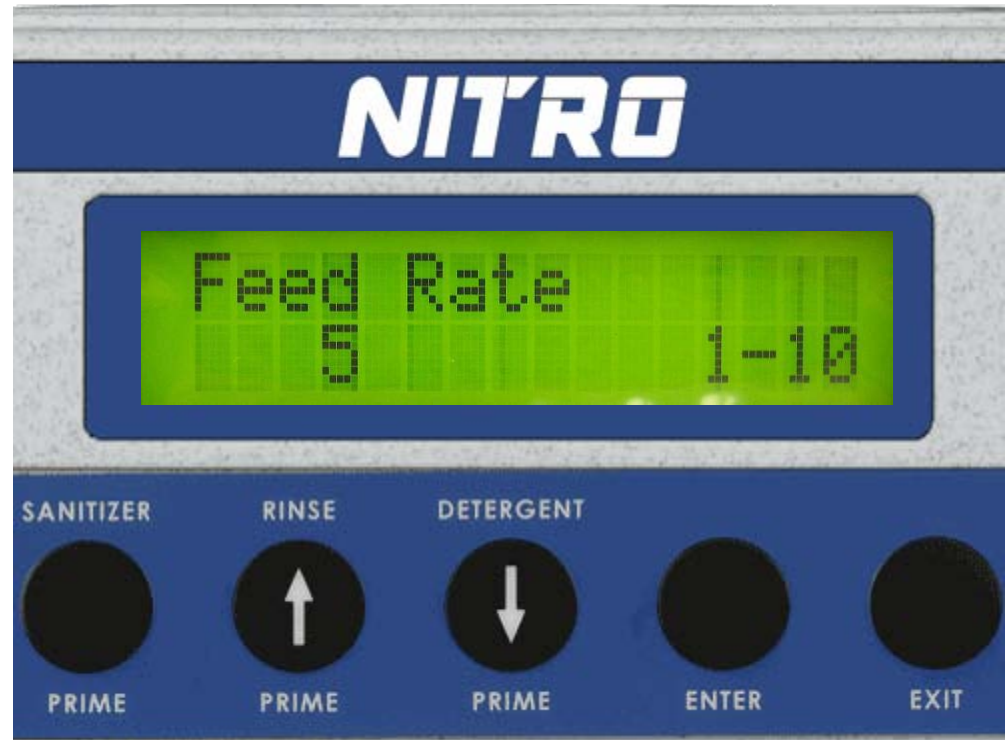 NITRO
Feed Rate
5 1-10
SANITIZER RINSE DETERGENT
PRIME PRIME PRIME ENTER EXIT